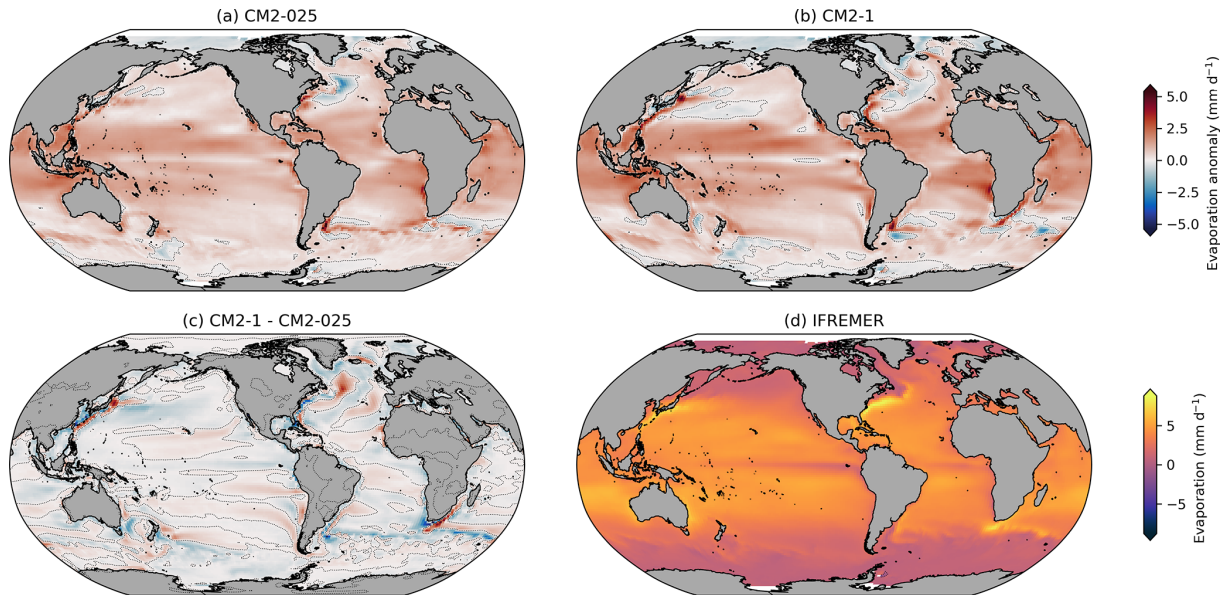 (a) CM2-025
(b) CM2-1
5.0
2.5
0.0
−2.5
−5.0
Evaporation anomaly (mm d⁻¹)
(c) CM2-1 - CM2-025
(d) IFREMER
5
0
−5
Evaporation (mm d⁻¹)